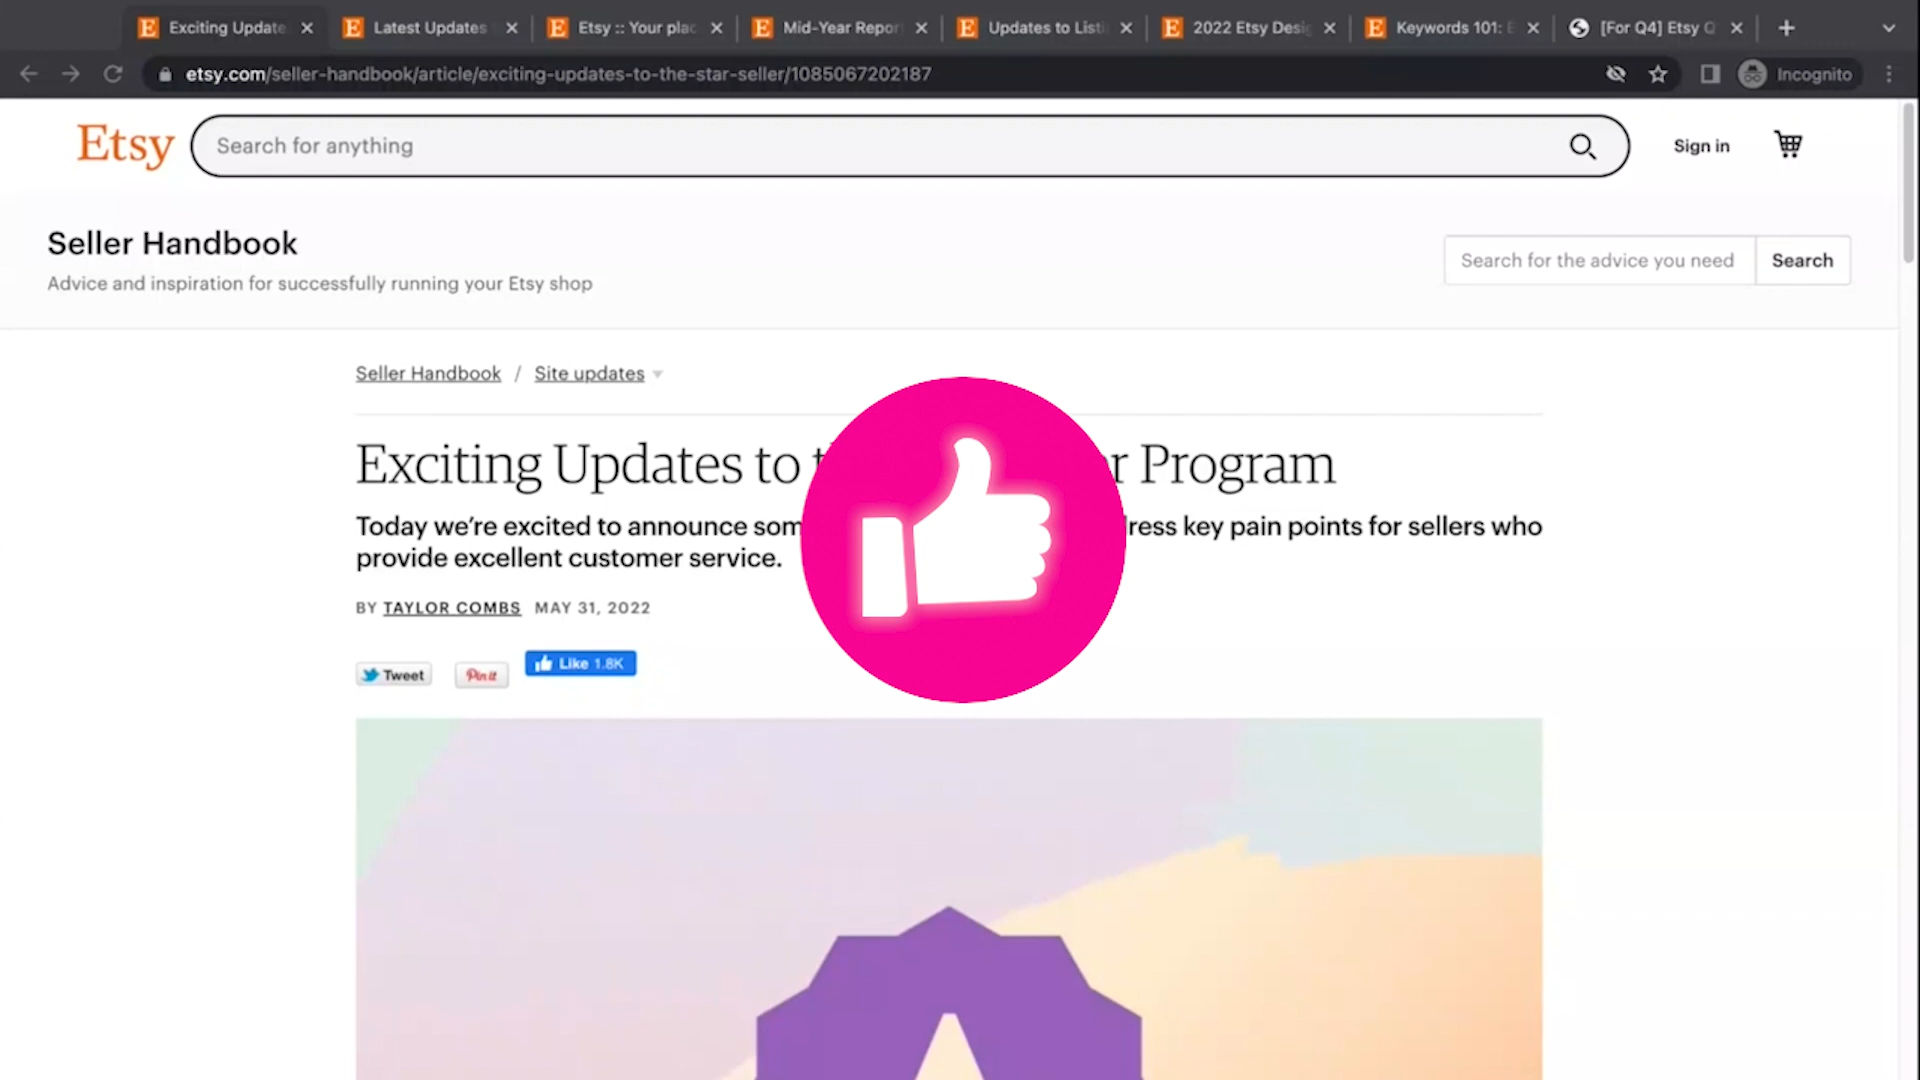 Exciting Update
Latest Updates
Etsy :: Your plac
Mid-Year Repor
Updates to Listi
2022 Etsy Desig
Keywords 101:
[For Q4] Etsy
etsy.com/seller-handbook/article/exciting-updates-to-the-star-seller/1085067202187
Incognito
Etsy
Search for anything
Sign in
Seller Handbook
Advice and inspiration for successfully running your Etsy shop
Search for the advice you need
Search
Seller Handbook / Site updates
Exciting Updates to r Program
Today we're excited to announce som ress key pain points for sellers who
provide excellent customer service.
BY TAYLOR COMBS MAY 31, 2022
Tweet
Pin it
Like 1.8K